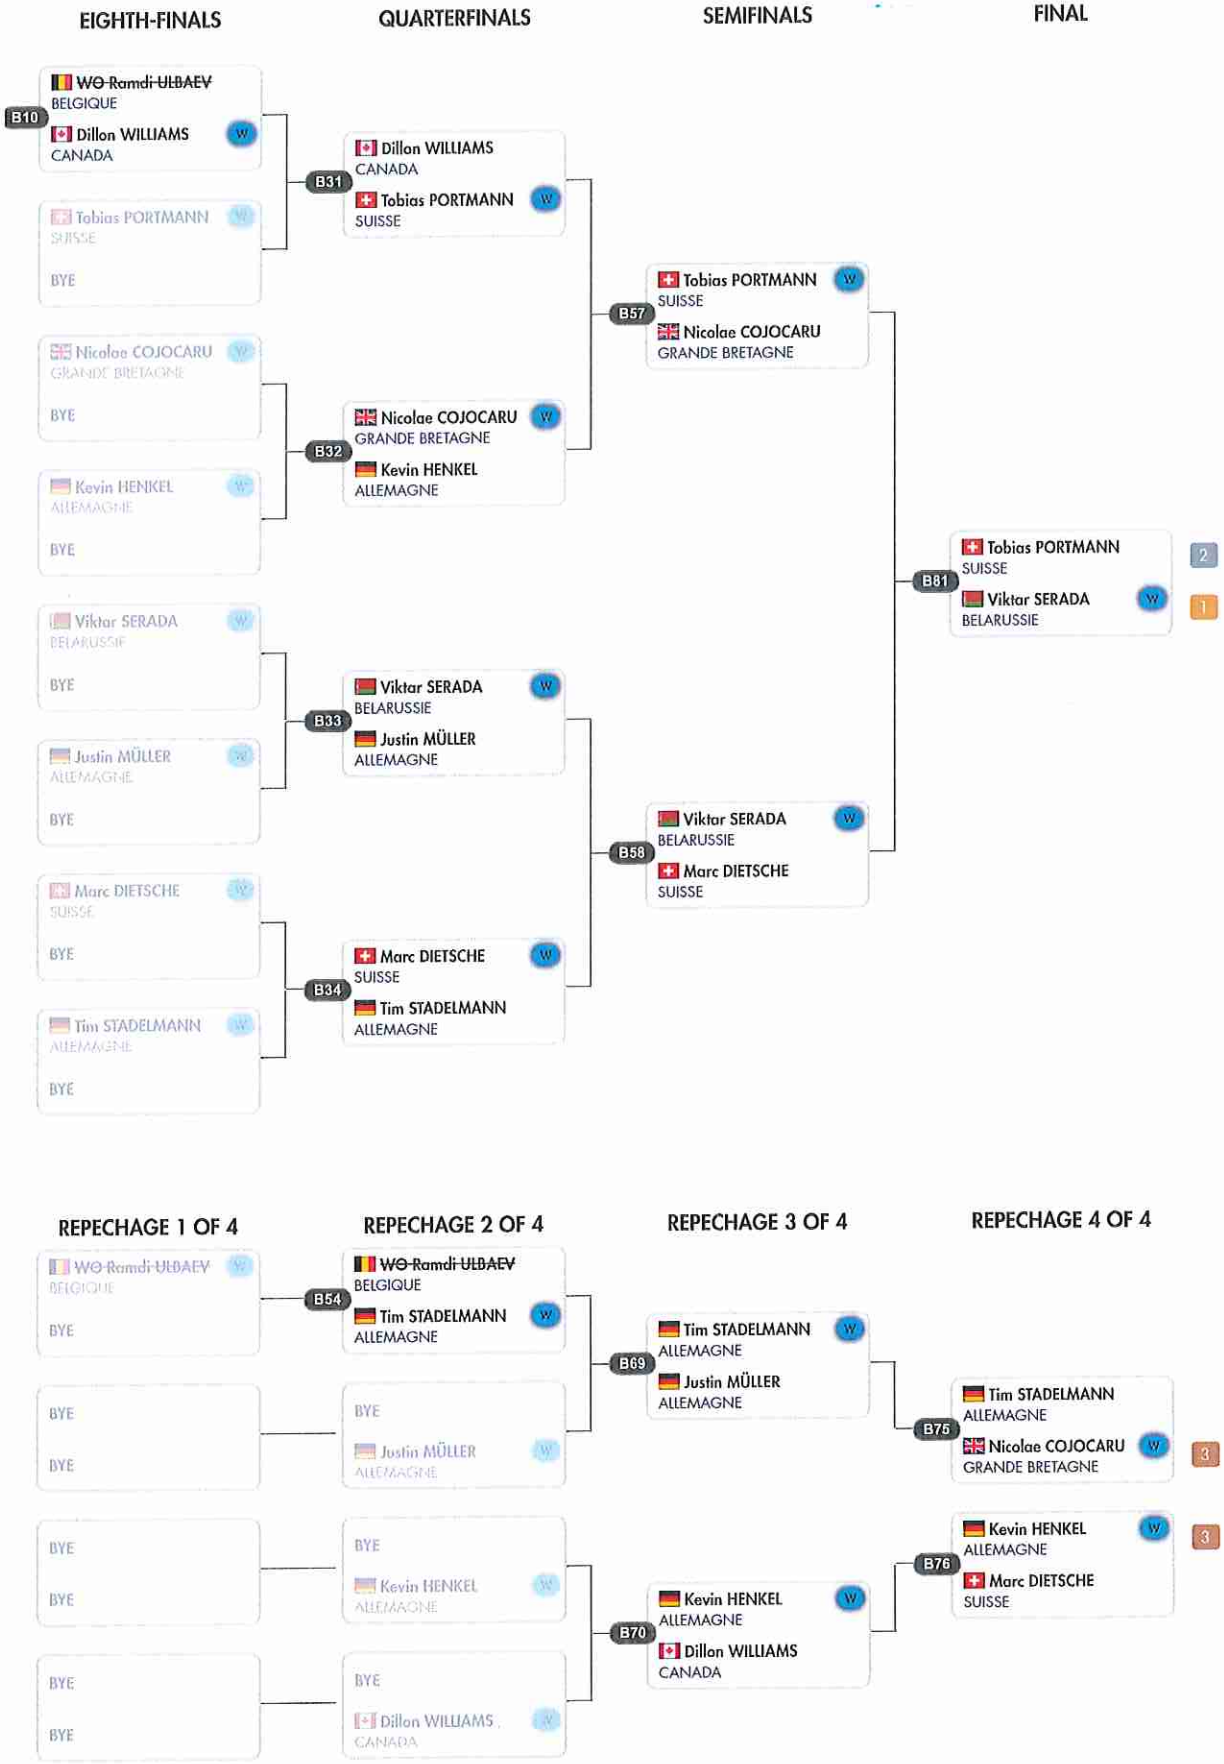 EIGHTH-FINALS
QUARTERFINALS
SEMIFINALS
FINAL
B10
WO Ramdi ULBAEV
BELGIQUE
Dillon WILLIAMS W
CANADA
Tobias PORTMANN W
SUISSE
BYE
Nicolae COJOCARU W
GRANDE BRETAGNE
BYE
Kevin HENKEL W
ALLEMAGNE
BYE
Viktar SERADA W
BELARUSSIE
BYE
Justin MÜLLER W
ALLEMAGNE
BYE
Marc DIETSCHE W
SUISSE
BYE
Tim STADELMANN W
ALLEMAGNE
BYE
B31
Dillon WILLIAMS
CANADA
Tobias PORTMANN W
SUISSE
B32
Nicolae COJOCARU W
GRANDE BRETAGNE
Kevin HENKEL
ALLEMAGNE
B33
Viktar SERADA W
BELARUSSIE
Justin MÜLLER
ALLEMAGNE
B34
Marc DIETSCHE W
SUISSE
Tim STADELMANN
ALLEMAGNE
B57
Tobias PORTMANN W
SUISSE
Nicolae COJOCARU
GRANDE BRETAGNE
B58
Viktar SERADA W
BELARUSSIE
Marc DIETSCHE
SUISSE
B81
Tobias PORTMANN 2
SUISSE
Viktar SERADA W 1
BELARUSSIE
REPECHAGE 1 OF 4
REPECHAGE 2 OF 4
REPECHAGE 3 OF 4
REPECHAGE 4 OF 4
WO Ramdi ULBAEV W
BELGIQUE
BYE
BYE
BYE
BYE
BYE
BYE
BYE
B54
WO Ramdi ULBAEV
BELGIQUE
Tim STADELMANN W
ALLEMAGNE
BYE
Justin MÜLLER W
ALLEMAGNE
BYE
Kevin HENKEL W
ALLEMAGNE
BYE
Dillon WILLIAMS W
CANADA
B69
Tim STADELMANN W
ALLEMAGNE
Justin MÜLLER
ALLEMAGNE
B70
Kevin HENKEL W
ALLEMAGNE
Dillon WILLIAMS
CANADA
B75
Tim STADELMANN
ALLEMAGNE
Nicolae COJOCARU W 3
GRANDE BRETAGNE
B76
Kevin HENKEL W 3
ALLEMAGNE
Marc DIETSCHE
SUISSE